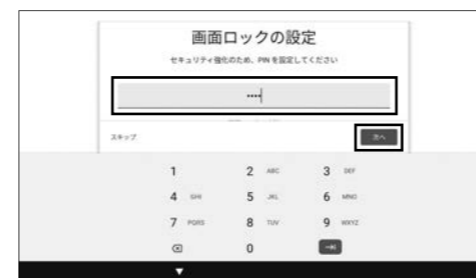 画面ロックの設定
セキュリティ強化のため、PINを設定してください
••••
スキップ
次へ
1 2 ABC 3 DEF
4 GHI 5 JKL 6 MNO
7 PQRS 8 TUV 9 WXYZ
0